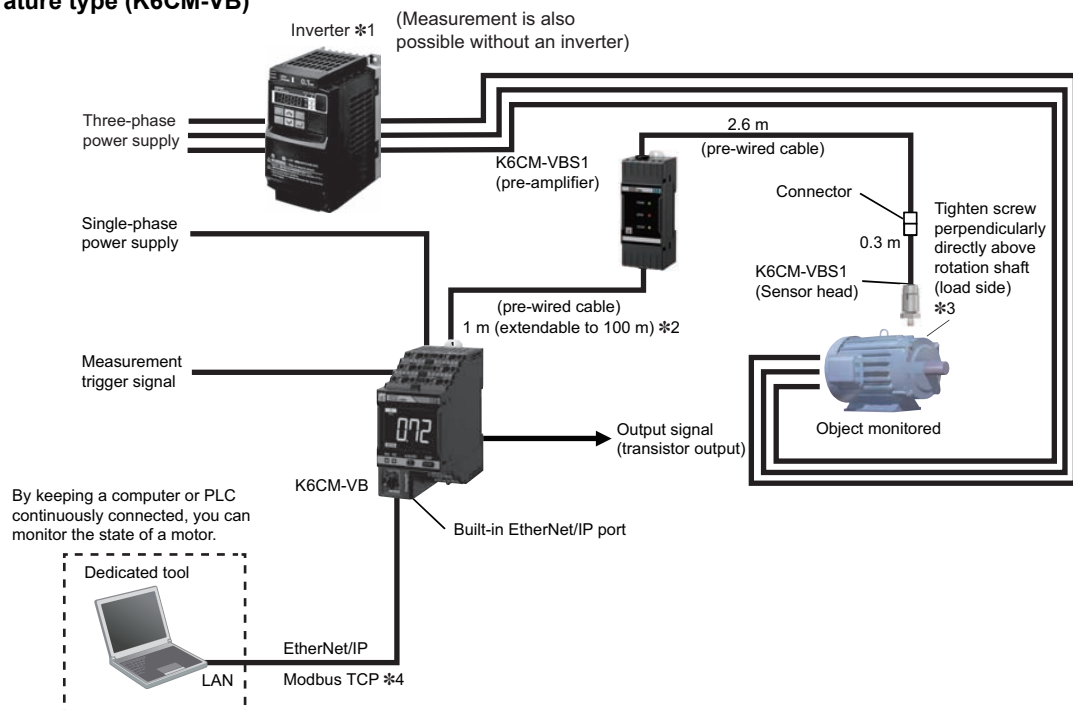 ature type (K6CM-VB)
Inverter ✻1
(Measurement is also
possible without an inverter)
Three-phase
power supply
2.6 m
(pre-wired cable)
K6CM-VBS1
(pre-amplifier)
Connector
Tighten screw
perpendicularly
directly above
rotation shaft
(load side)
✻3
Single-phase
power supply
0.3 m
K6CM-VBS1
(Sensor head)
(pre-wired cable)
1 m (extendable to 100 m) ✻2
Measurement
trigger signal
072
Output signal
(transistor output)
Object monitored
K6CM-VB
By keeping a computer or PLC
continuously connected, you can
monitor the state of a motor.
Built-in EtherNet/IP port
Dedicated tool
EtherNet/IP
LAN
Modbus TCP ✻4